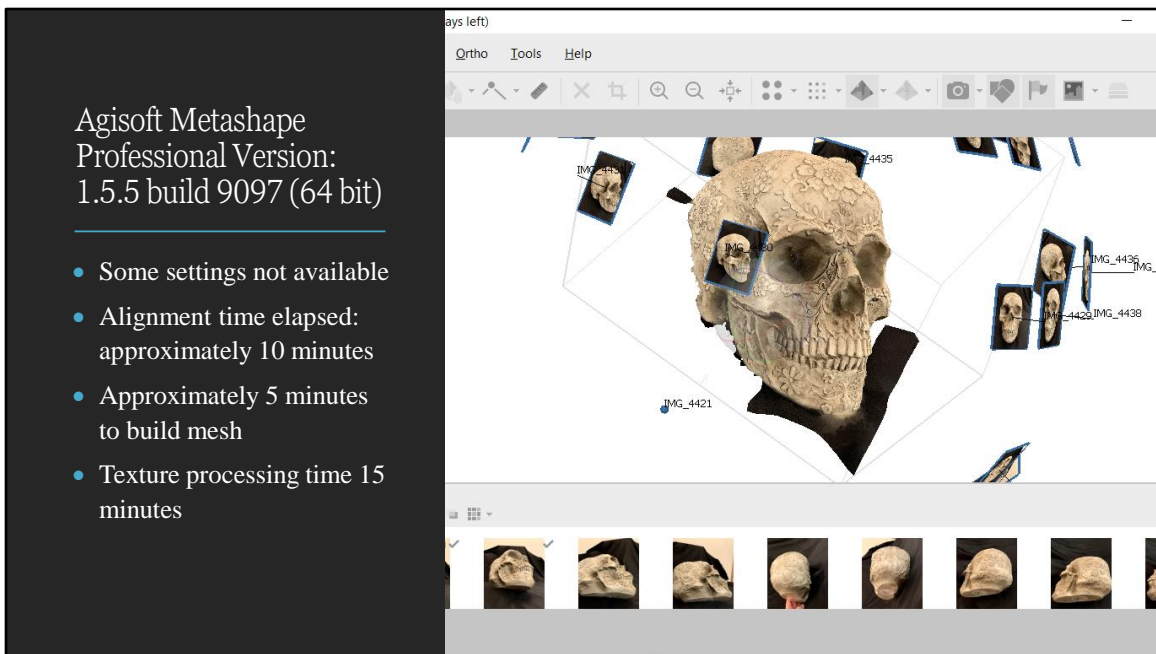 Agisoft Metashape
Professional Version:
1.5.5 build 9097 (64 bit)
• Some settings not available
• Alignment time elapsed:
approximately 10 minutes
• Approximately 5 minutes
to build mesh
• Texture processing time 15
minutes
ays left)
Ortho Tools Help
IMG_4435
IMG_4430
IMG_4436
IMG_
IMG_4429
IMG_4438
IMG_4421